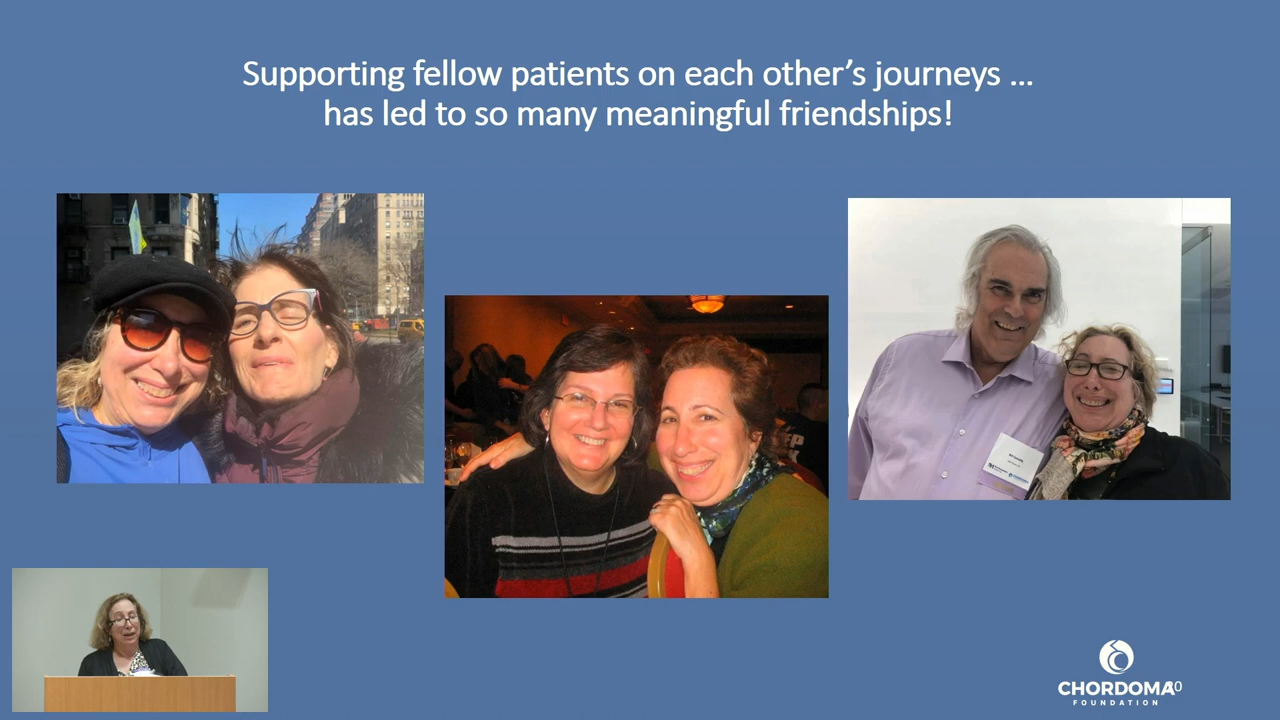 Supporting fellow patients on each other’s journeys ...
has led to so many meaningful friendships!
CHORDOMA
FOUNDATION